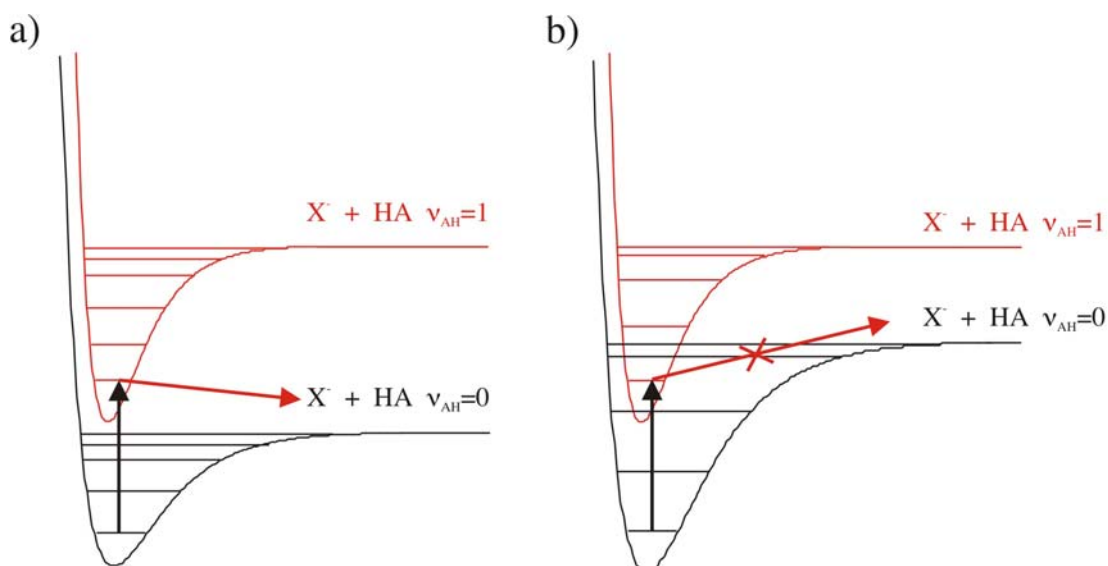 a)
X⁻ + HA ν_AH=1
X⁻ + HA ν_AH=0
b)
X⁻ + HA ν_AH=1
X⁻ + HA ν_AH=0